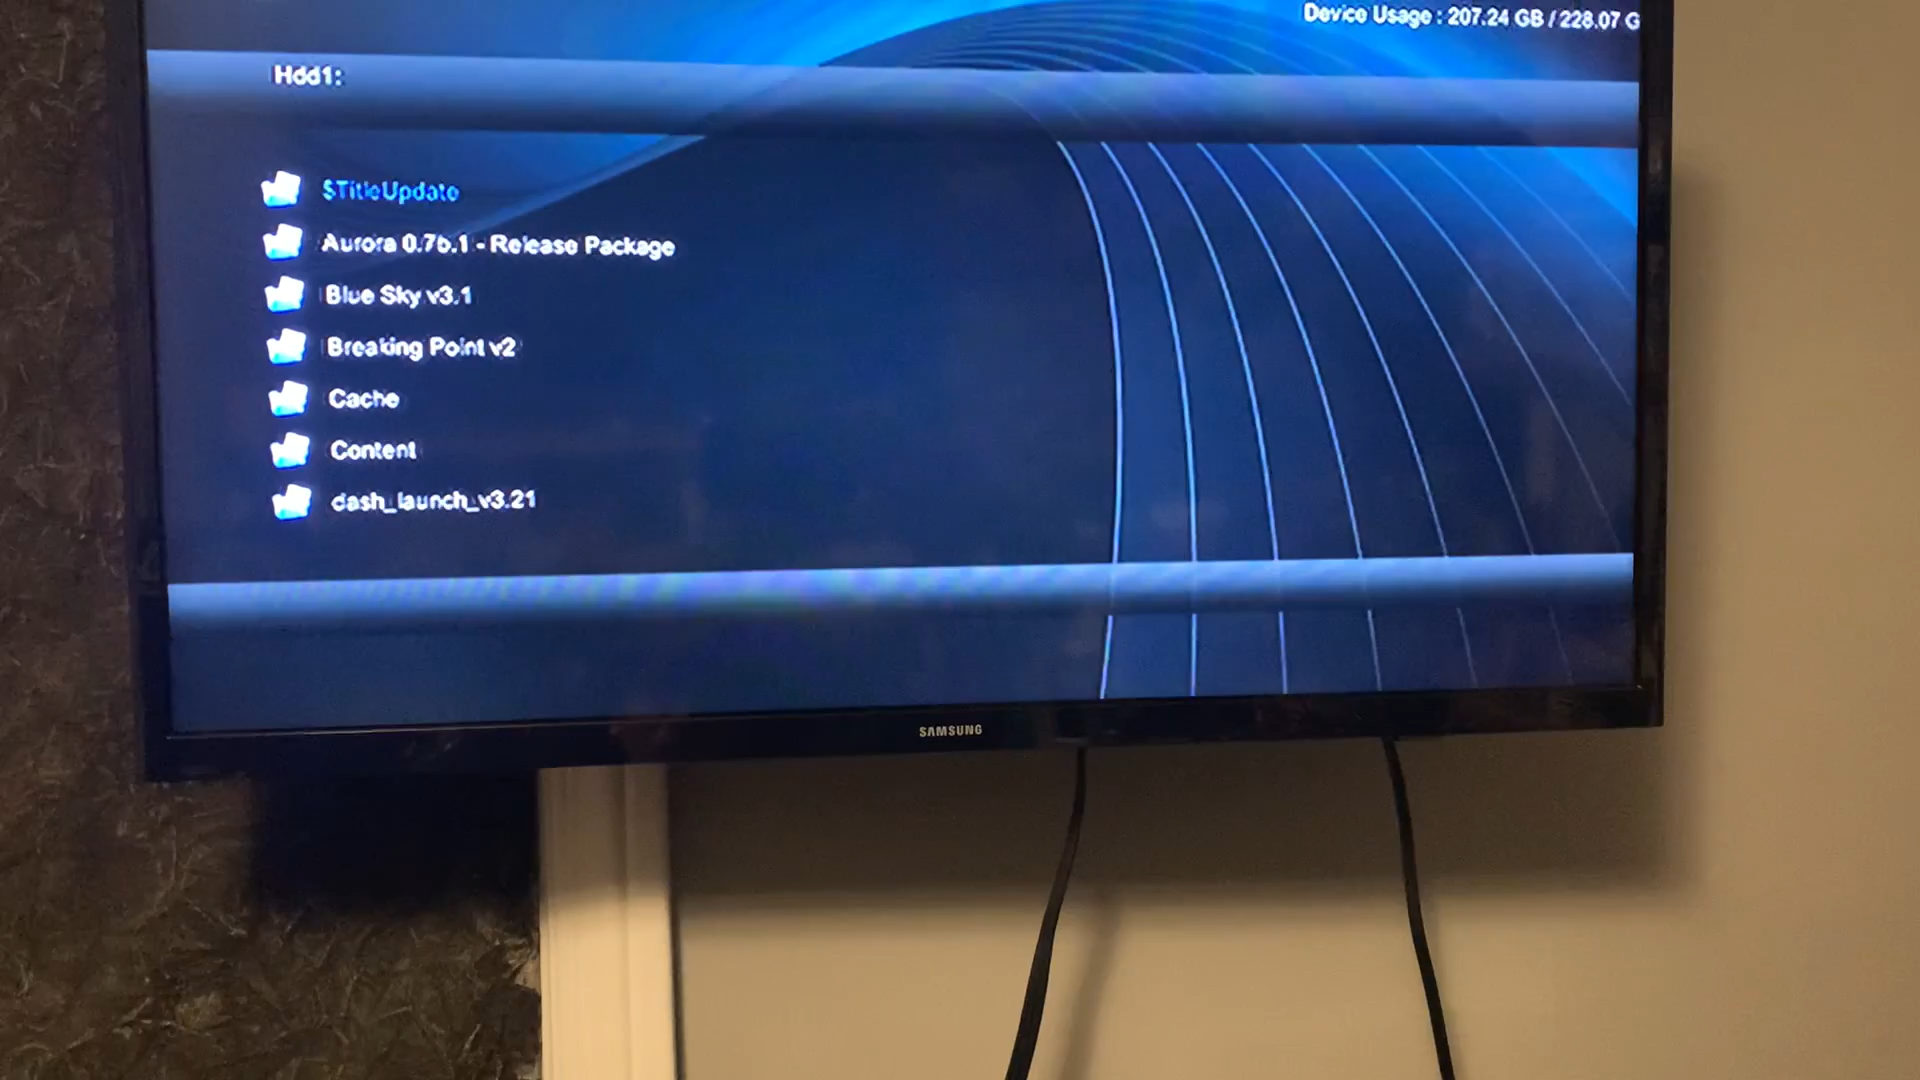 Device Usage : 207.24 GB / 228.07 G
Hdd1:
$TitleUpdate
Aurora 0.7b.1 - Release Package
Blue Sky v3.1
Breaking Point v2
Cache
Content
dash_launch_v3.21
SAMSUNG